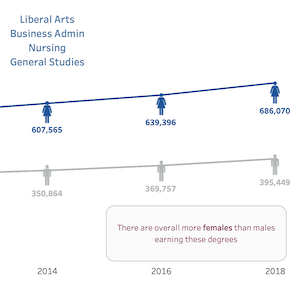 Liberal Arts
Business Admin
Nursing
General Studies
607,565
639,396
686,070
350,864
369,757
395,449
There are overall more females than males
earning these degrees
2014
2016
2018